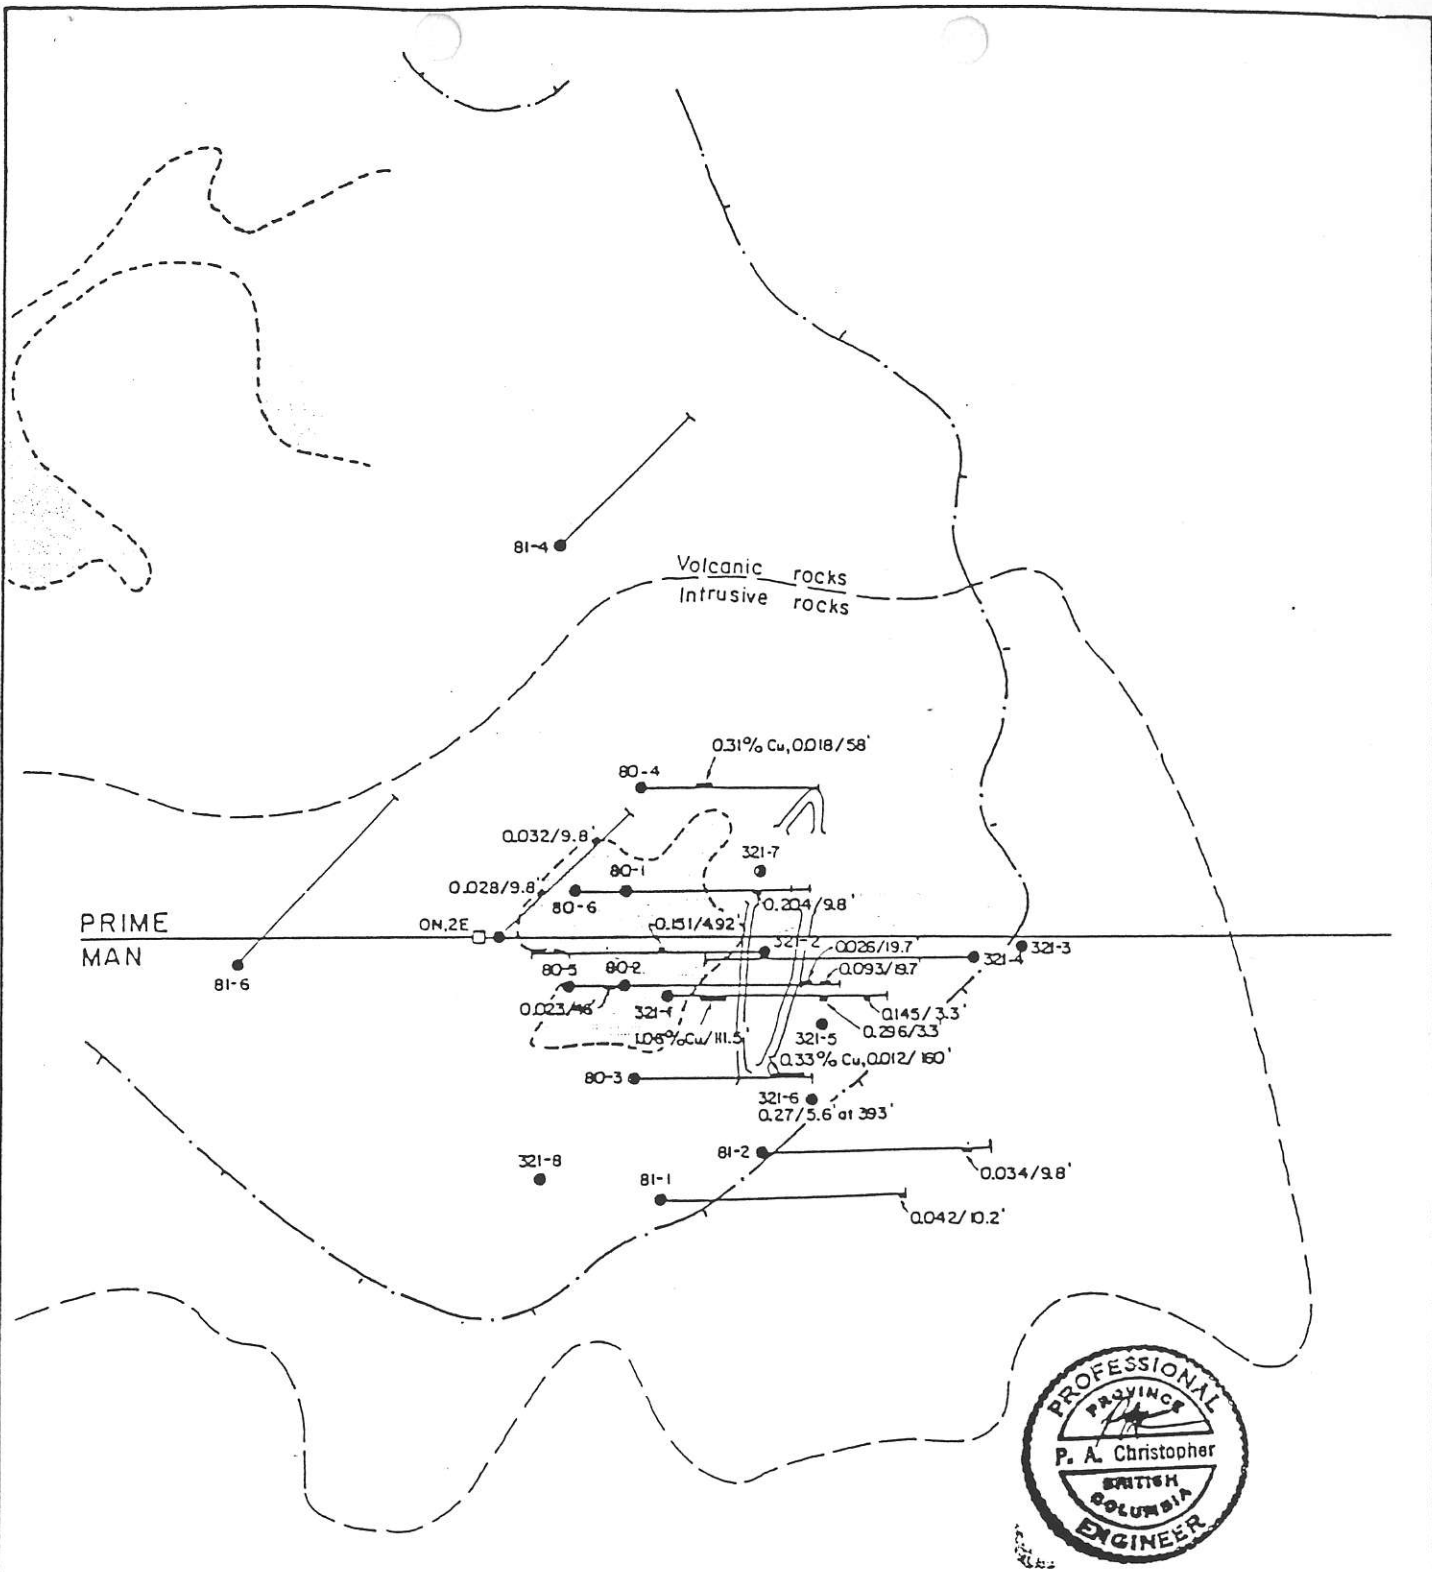 81-4
Volcanic rocks
Intrusive rocks
0.31% Cu, 0.018/58'
80-4
0.032/9.8'
321-7
80-1
0.028/9.8'
80-6
0.204/9.8'
PRIME
ON, 2E
0.151/4.92'
321-2
0.026/19.7
321-3
MAN
321-4
80-5
80-2
0.093/19.7'
81-6
0.023/46'
321-1
0.145/3.3'
0.296/3.3'
321-5
0.33% Cu, 0.012/160'
80-3
321-6
0.27/5.6' at 393'
81-2
321-8
81-1
0.034/9.8'
0.042/10.2'
PROFESSIONAL
PROVINCE
P. A. Christopher
BRITISH
COLUMBIA
ENGINEER